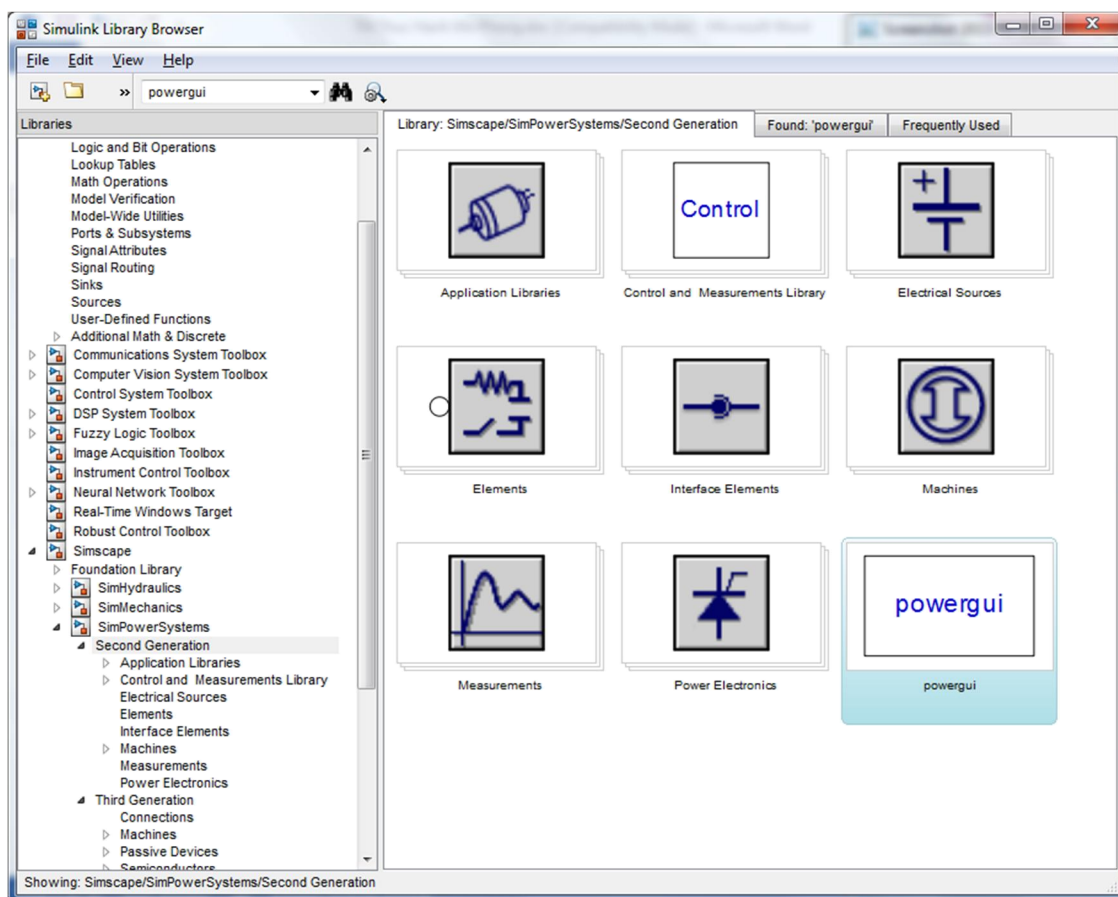 Simulink Library Browser
File Edit View Help
» powergui
Libraries
Logic and Bit Operations
Lookup Tables
Math Operations
Model Verification
Model-Wide Utilities
Ports & Subsystems
Signal Attributes
Signal Routing
Sinks
Sources
User-Defined Functions
Additional Math & Discrete
Communications System Toolbox
Computer Vision System Toolbox
Control System Toolbox
DSP System Toolbox
Fuzzy Logic Toolbox
Image Acquisition Toolbox
Instrument Control Toolbox
Neural Network Toolbox
Real-Time Windows Target
Robust Control Toolbox
Simscape
Foundation Library
SimHydraulics
SimMechanics
SimPowerSystems
Second Generation
Application Libraries
Control and Measurements Library
Electrical Sources
Elements
Interface Elements
Machines
Measurements
Power Electronics
Third Generation
Connections
Machines
Passive Devices
Semiconductors
Library: Simscape/SimPowerSystems/Second Generation Found: 'powergui' Frequently Used
Control
Application Libraries Control and Measurements Library Electrical Sources
Elements Interface Elements Machines
powergui
Measurements Power Electronics powergui
Showing: Simscape/SimPowerSystems/Second Generation